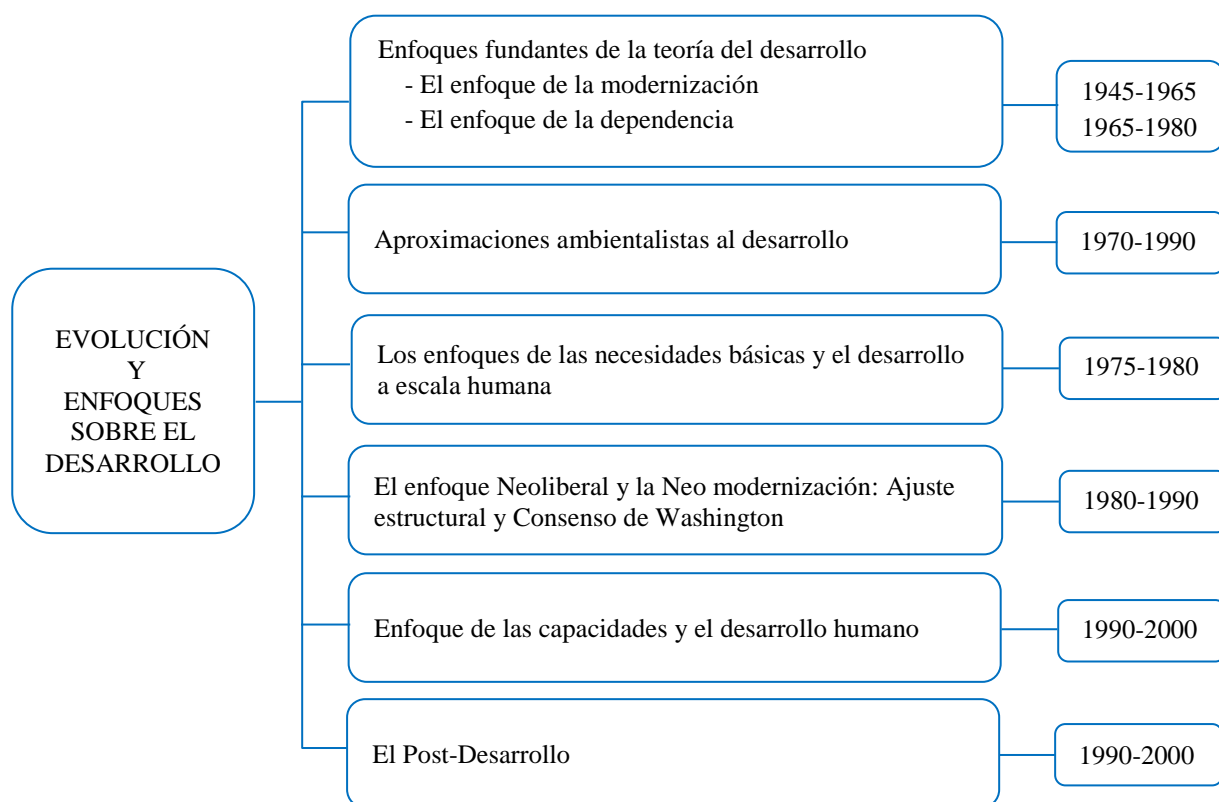 EVOLUCIÓN
Y
ENFOQUES
SOBRE EL
DESARROLLO
Enfoques fundantes de la teoría del desarrollo
- El enfoque de la modernización
- El enfoque de la dependencia
1945-1965
1965-1980
Aproximaciones ambientalistas al desarrollo
1970-1990
Los enfoques de las necesidades básicas y el desarrollo
a escala humana
1975-1980
El enfoque Neoliberal y la Neo modernización: Ajuste
estructural y Consenso de Washington
1980-1990
Enfoque de las capacidades y el desarrollo humano
1990-2000
El Post-Desarrollo
1990-2000